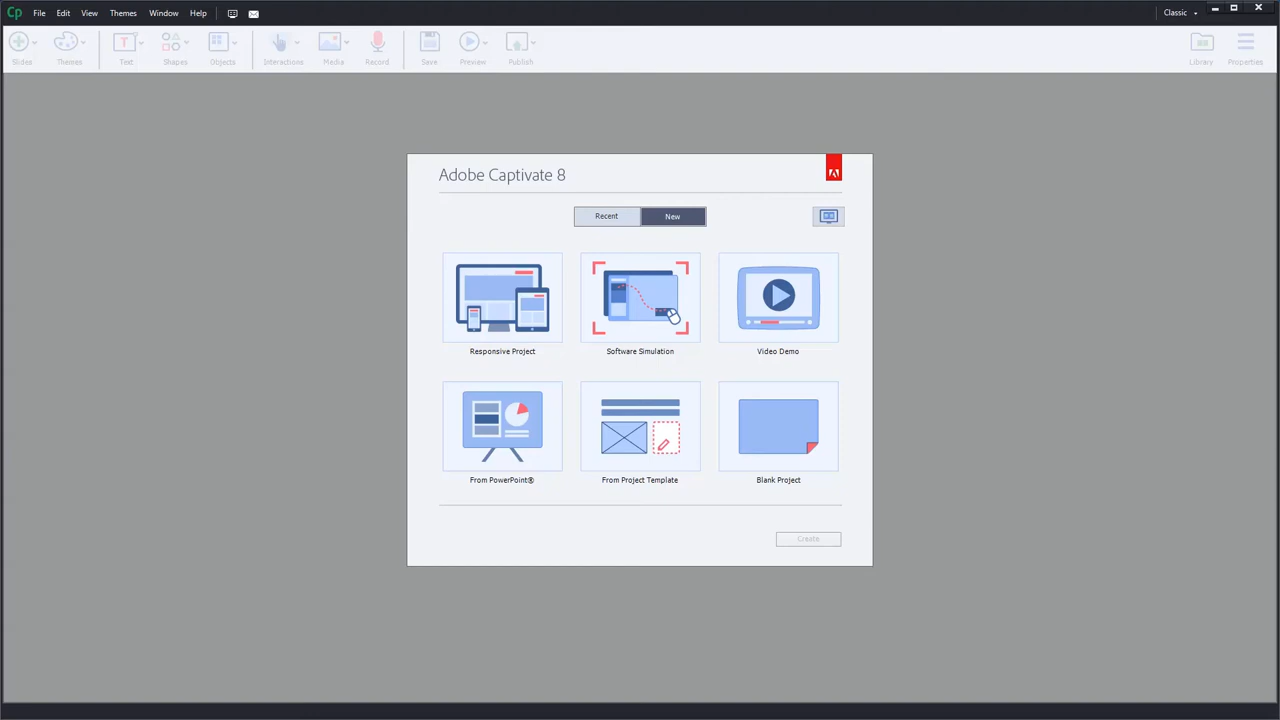 Cp File Edit View Themes Window Help Classic
Slides Themes Text Shapes Objects Interactions Media Record Save Preview Publish Library Properties
Adobe Captivate 8
Recent New
Responsive Project Software Simulation Video Demo
From PowerPoint® From Project Template Blank Project
Create